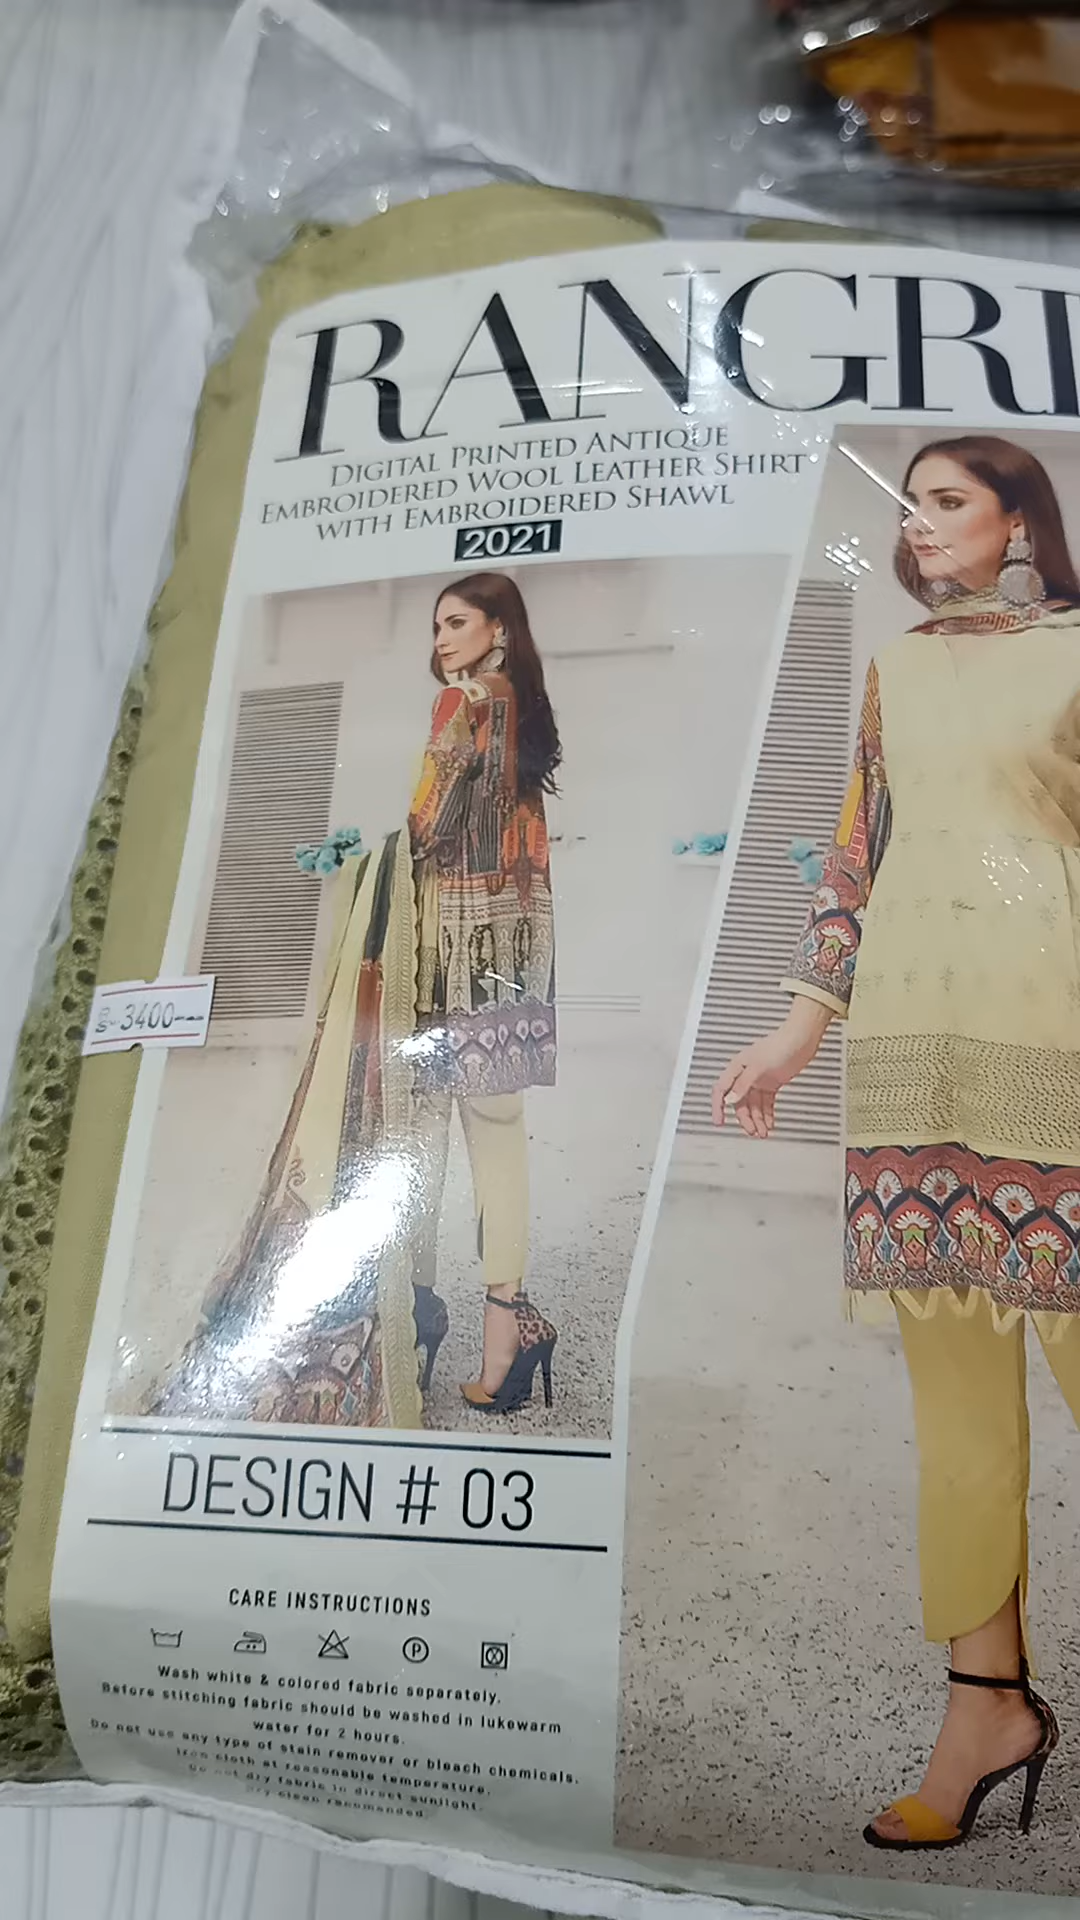 RANGRI
DIGITAL PRINTED ANTIQUE
EMBROIDERED WOOL LEATHER SHIRT
WITH EMBROIDERED SHAWL
2021
3400
DESIGN # 03
CARE INSTRUCTIONS
P
Wash white & colored fabric separately.
Before stitching fabric should be washed in lukewarm
water for 2 hours.
Do not use any type of stain remover or bleach chemicals.
Iron cloth at reasonable temperature.
Do not dry fabric in direct sunlight.
Dry clean recomanded